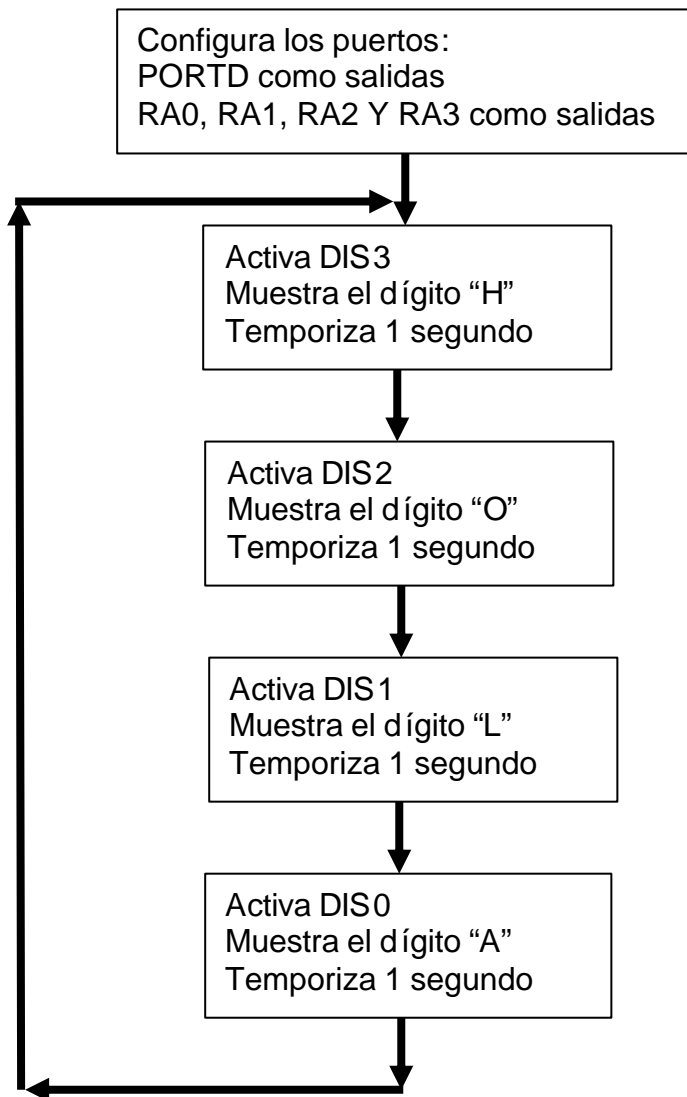 Configura los puertos:
PORTD como salidas
RA0, RA1, RA2 Y RA3 como salidas
Activa DIS3
Muestra el dígito “H”
Temporiza 1 segundo
Activa DIS2
Muestra el dígito “O”
Temporiza 1 segundo
Activa DIS1
Muestra el dígito “L”
Temporiza 1 segundo
Activa DIS0
Muestra el dígito “A”
Temporiza 1 segundo